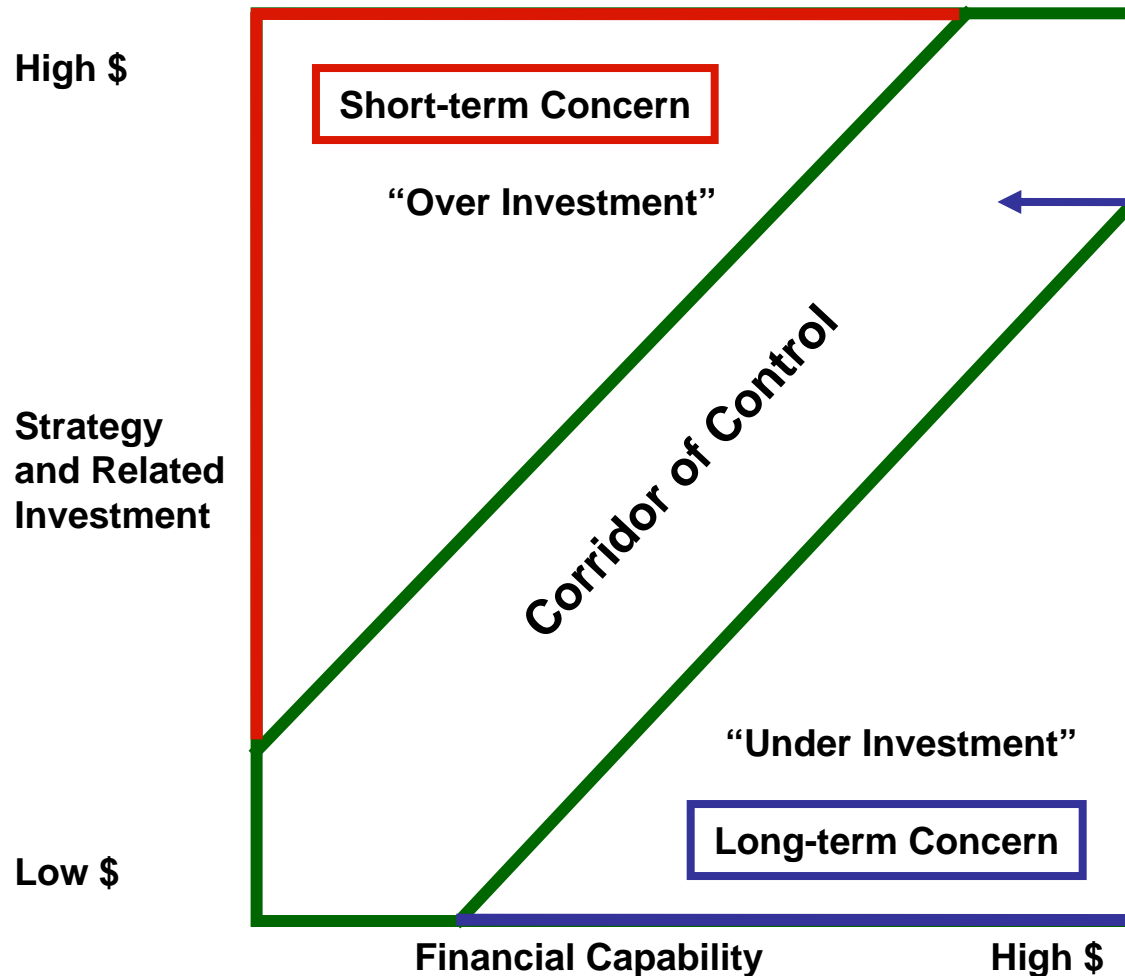 High $
Short-term Concern
“Over Investment”
Corridor of Control
Strategy
and Related
Investment
“Under Investment”
Long-term Concern
Low $
Financial Capability
High $